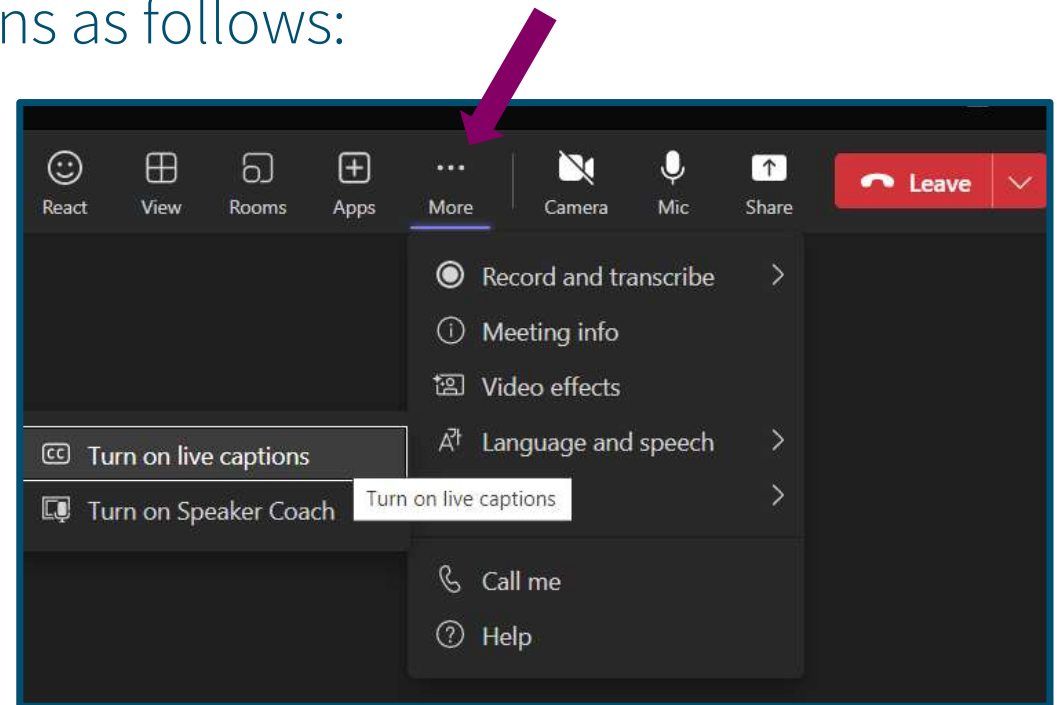 ns as follows:
React View Rooms Apps More Camera Mic Share Leave
Record and transcribe
Meeting info
Video effects
Language and speech
Turn on live captions
Turn on Speaker Coach
Turn on live captions
Call me
Help